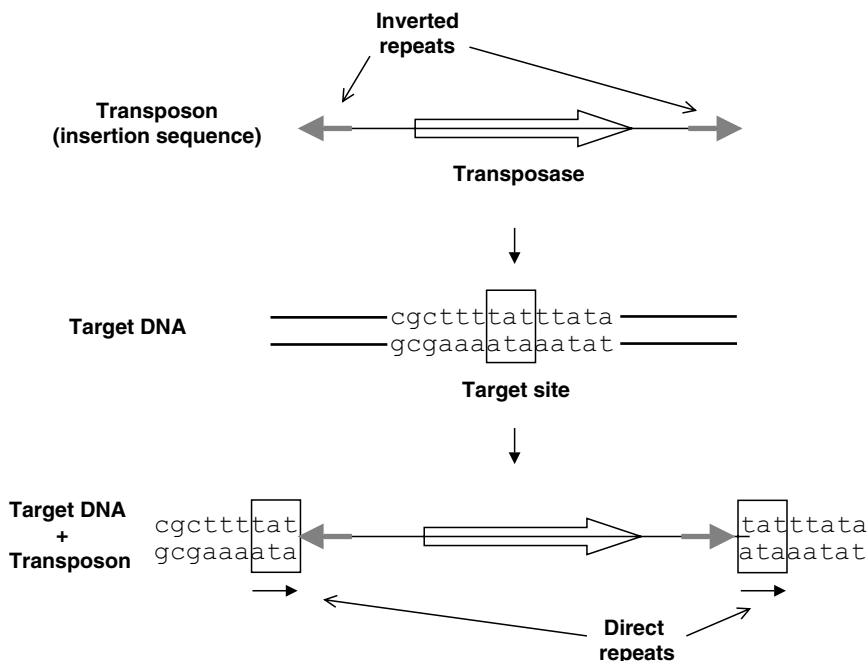 Inverted
repeats
Transposon
(insertion sequence)
Transposase
Target DNA
cgcttttatttata
gcgaaaataaatat
Target site
Target DNA
+
Transposon
cgcttttat
gcgaaaata
tatttata
ataaatat
Direct
repeats